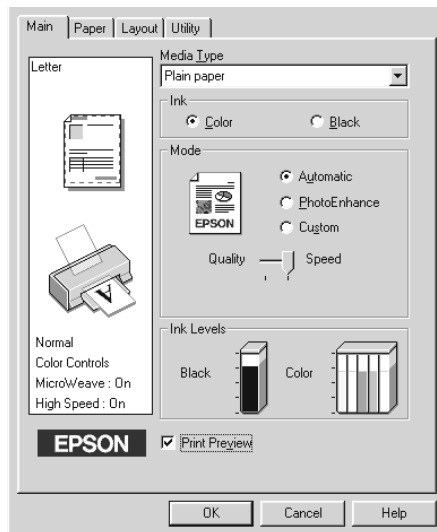 Main Paper Layout Utility
Letter
Media Type
Plain paper
Ink
Color Black
Mode
EPSON
Automatic
PhotoEnhance
Custom
Quality Speed
A
Normal
Color Controls
MicroWeave : On
High Speed : On
Ink Levels
Black Color
EPSON
Print Preview
OK Cancel Help